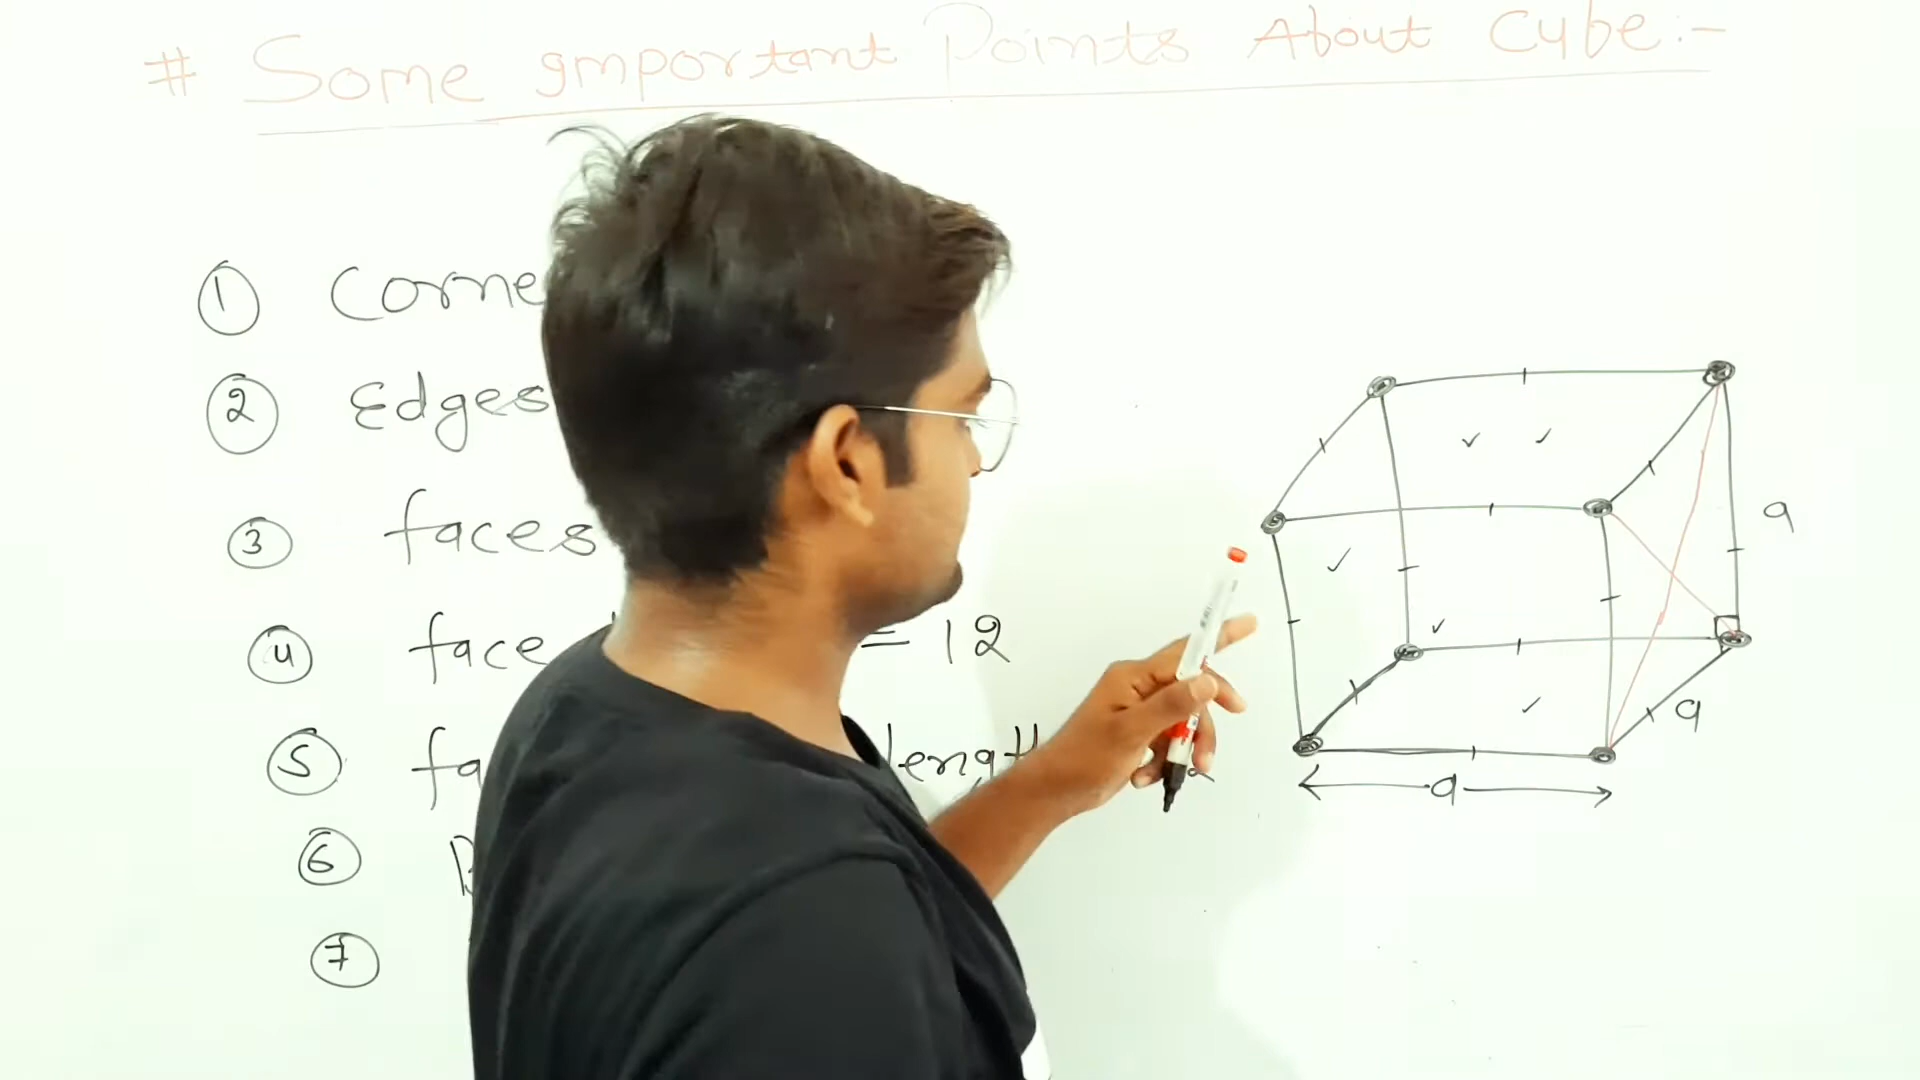 # Some Important Points About Cube:-
① Corne
② Edges
③ faces
④ face = 12
⑤ fa length
⑥
⑦
a
a
a